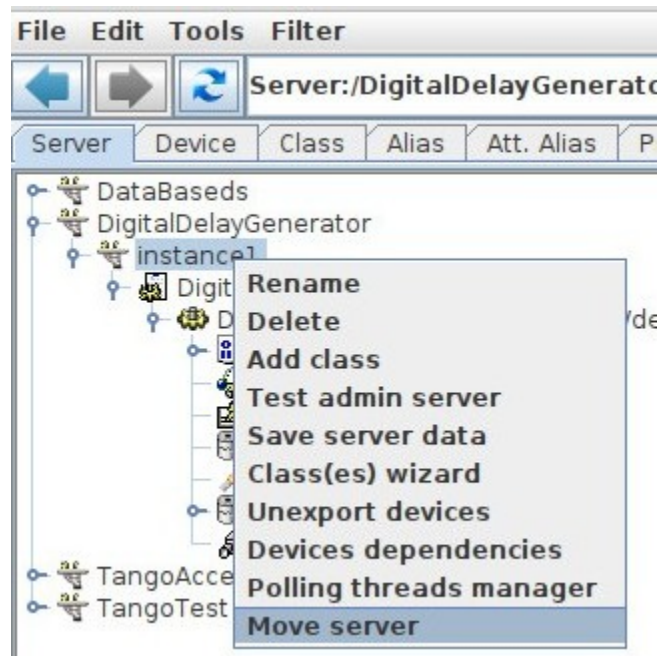 File Edit Tools Filter
Server:/DigitalDelayGenerato
Server Device Class Alias Att. Alias P
DataBaseds
DigitalDelayGenerator
instance1
Digit
D
/de
TangoAcce
TangoTest
Rename
Delete
Add class
Test admin server
Save server data
Class(es) wizard
Unexport devices
Devices dependencies
Polling threads manager
Move server